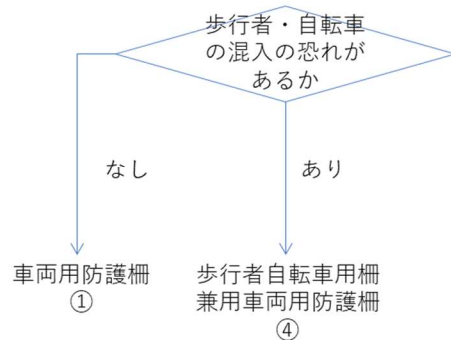 歩行者・自転車
の混入の恐れが
あるか
なし
あり
車両用防護柵
①
歩行者自転車用柵
兼用車両用防護柵
④